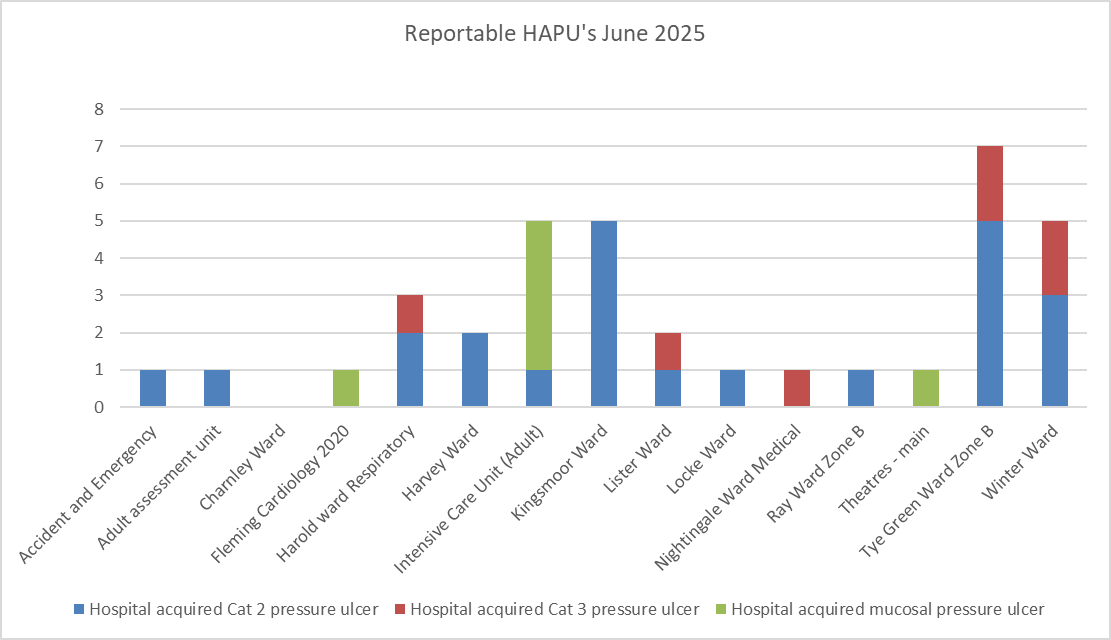 Reportable HAPU's June 2025
8
7
6
5
4
3
2
1
0
Accident and Emergency
Adult assessment unit
Charnley Ward
Fleming Cardiology 2020
Harold ward Respiratory
Harvey Ward
Intensive Care Unit (Adult)
Kingsmoor Ward
Lister Ward
Locke Ward
Nightingale Ward Medical
Ray Ward Zone B
Theatres - main
Tye Green Ward Zone B
Winter Ward
Hospital acquired Cat 2 pressure ulcer
Hospital acquired Cat 3 pressure ulcer
Hospital acquired mucosal pressure ulcer